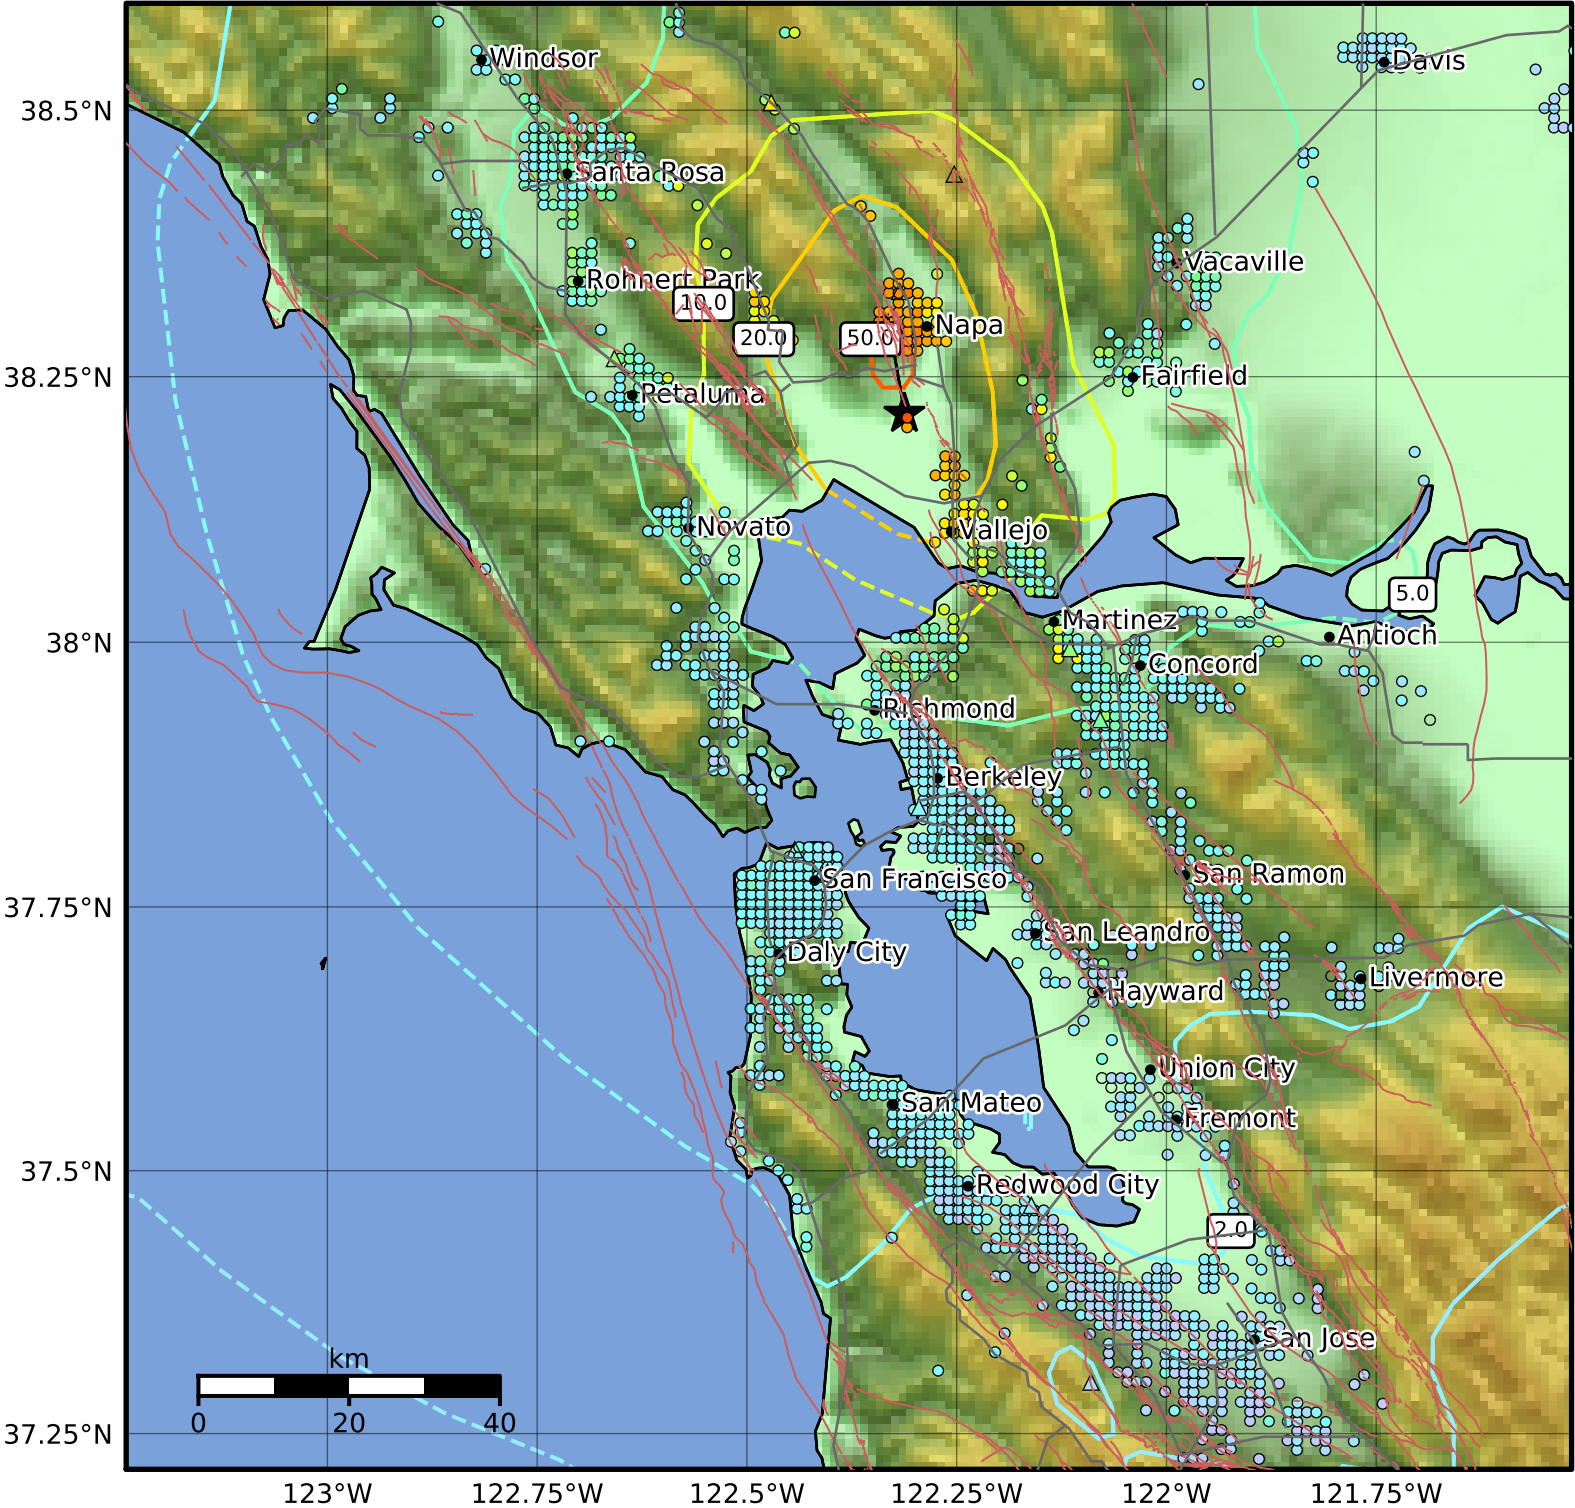 Windsor
Davis
38.5°N
Santa Rosa
Vacaville
Rohnert Park
10.0
20.0
50.0
Napa
38.25°N
Fairfield
Petaluma
Novato
Vallejo
5.0
Martinez
38°N
Antioch
Concord
Richmond
Berkeley
San Francisco
San Ramon
37.75°N
San Leandro
Daly City
Livermore
Hayward
Union City
San Mateo
Fremont
37.5°N
Redwood City
2.0
San Jose
km
0 20 40
37.25°N
123°W 122.75°W 122.5°W 122.25°W 122°W 121.75°W